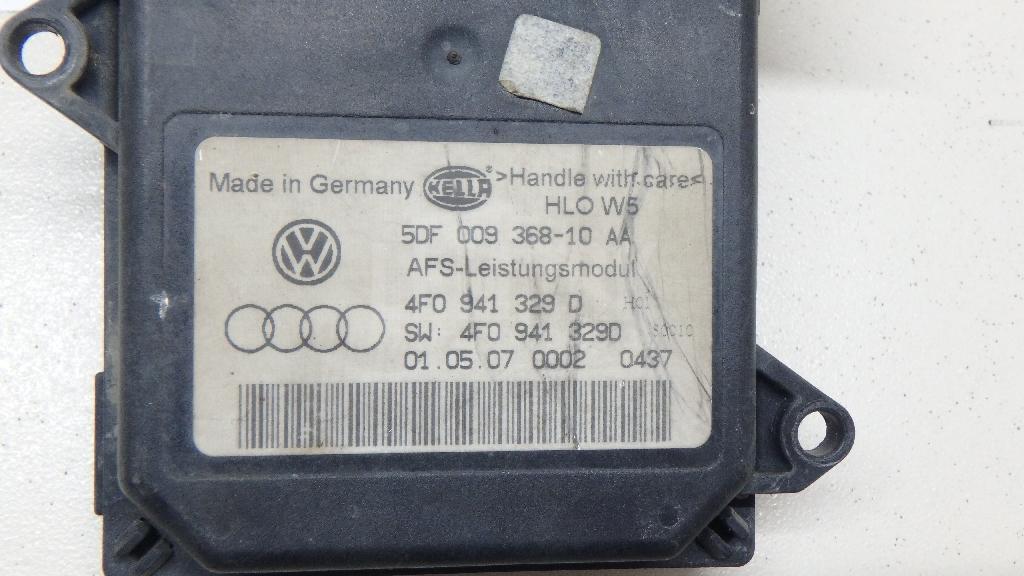 Made in Germany HELLA ® >Handle with care<
HLO W5
5DF 009 368-10 AA
AFS-Leistungsmodul
4F0 941 329 D
SW: 4F0 941 329D
01.05.07 0002 0437